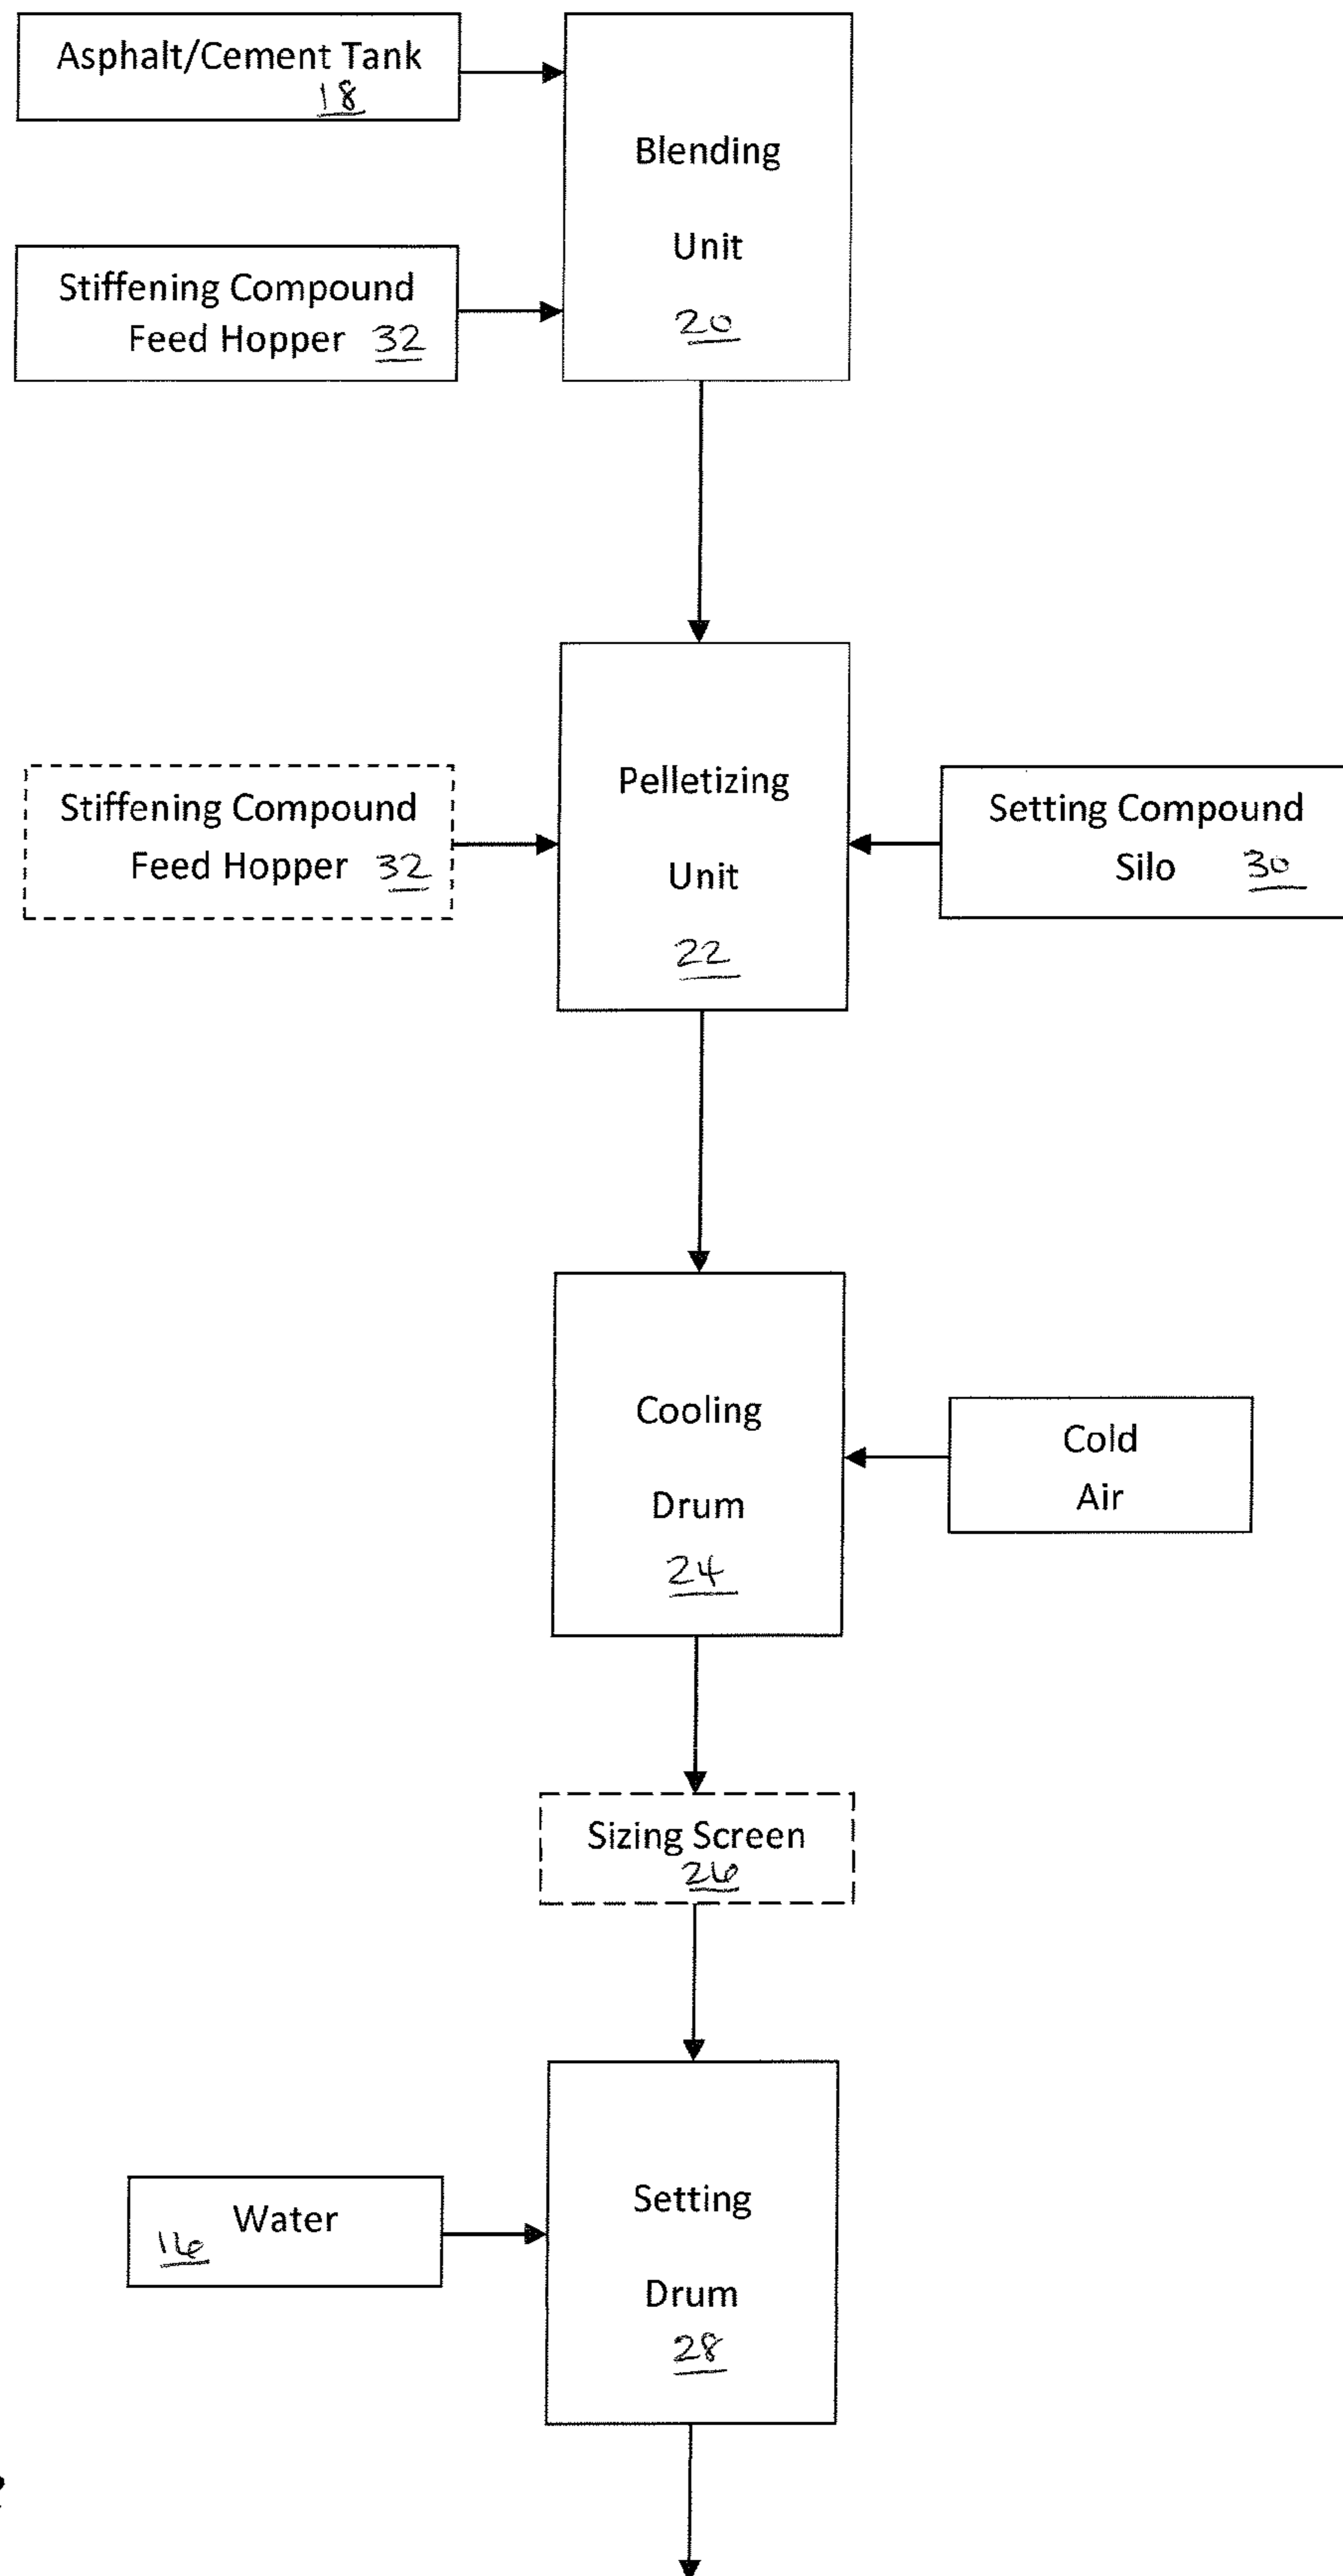 Asphalt/Cement Tank
18
Blending
Unit
20
Stiffening Compound
Feed Hopper 32
Pelletizing
Unit
22
Stiffening Compound
Feed Hopper 32
Setting Compound
Silo 30
Cooling
Drum
24
Cold
Air
Sizing Screen
26
Setting
Drum
28
Water
16